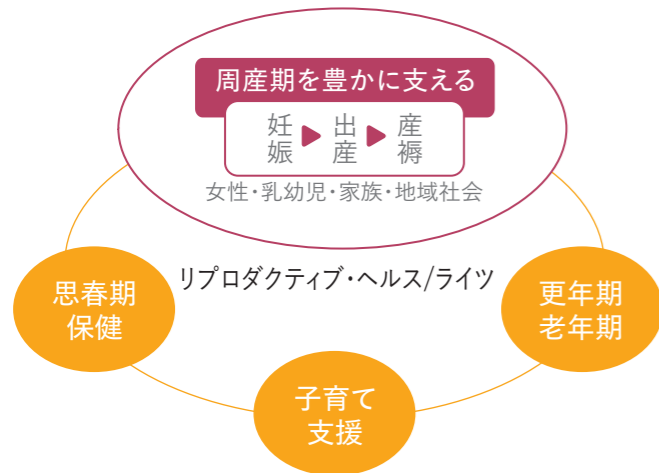 周産期を豊かに支える
妊娠▶出産▶産褥
女性・乳幼児・家族・地域社会
リプロダクティブ・ヘルス/ライツ
思春期
保健
更年期
老年期
子育て
支援